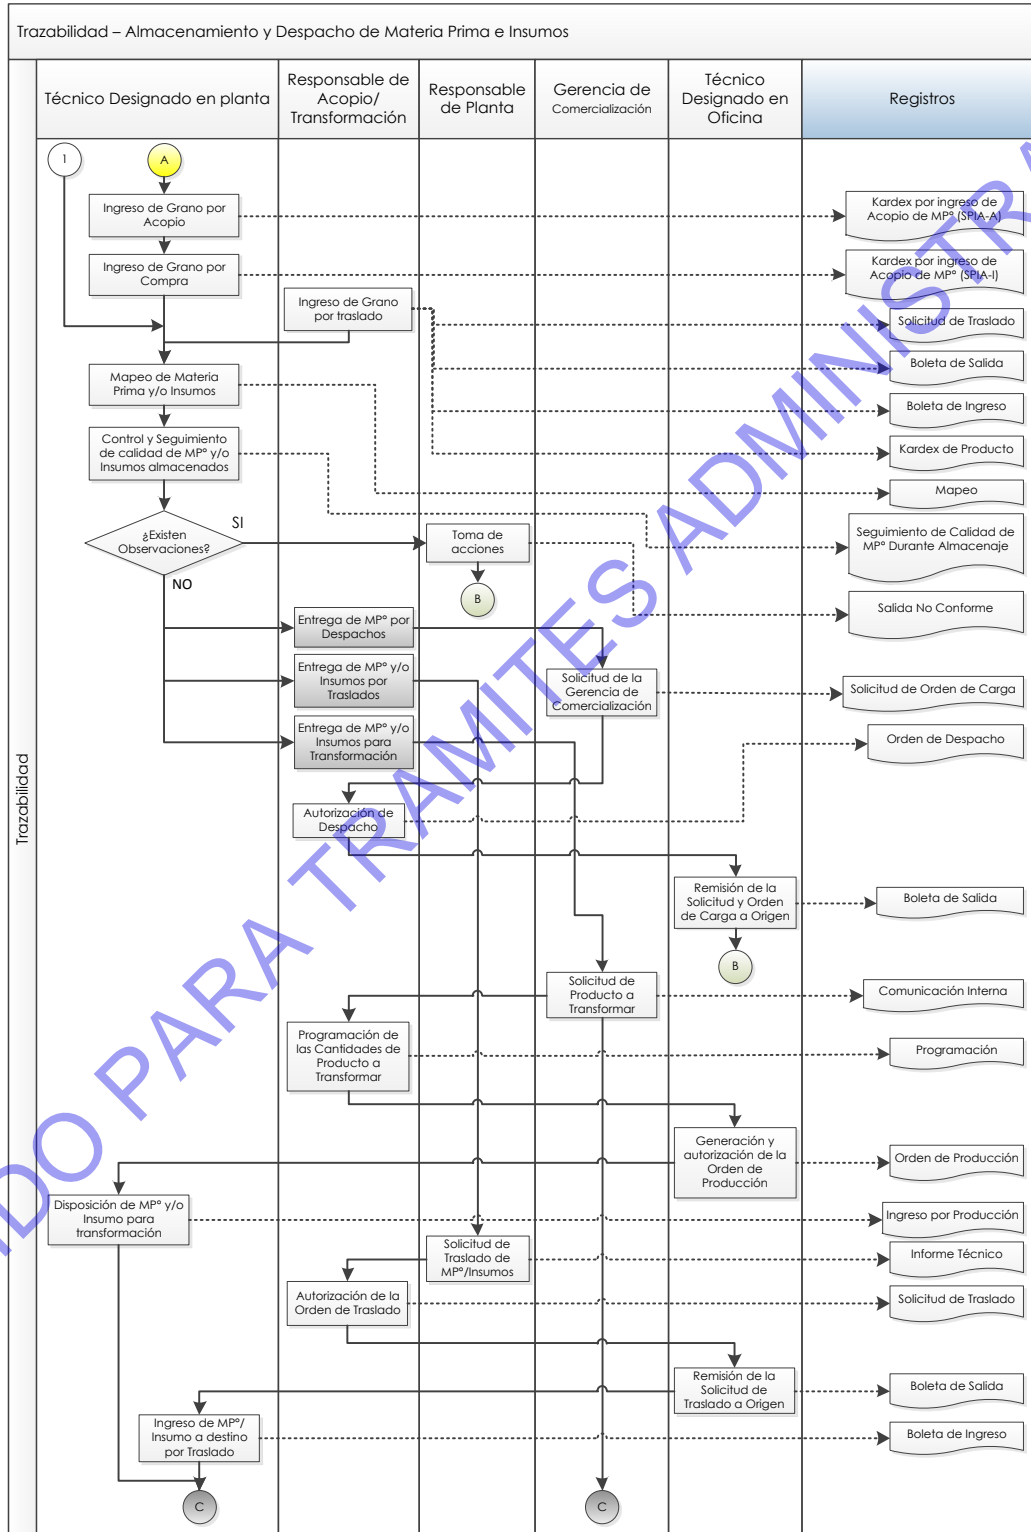 Trazabilidad – Almacenamiento y Despacho de Materia Prima e Insumos
Técnico Designado en planta
Responsable de
Acopio/
Transformación
Responsable
de Planta
Gerencia de
Comercialización
Técnico
Designado en
Oficina
Registros
Trazabilidad
1
A
Ingreso de Grano por
Acopio
Kardex por ingreso de
Acopio de MPº (SPIA-A)
Ingreso de Grano por
Compra
Kardex por ingreso de
Acopio de MPº (SPIA-I)
Ingreso de Grano
por traslado
Solicitud de Traslado
Boleta de Salida
Mapeo de Materia
Prima y/o Insumos
Boleta de Ingreso
Control y Seguimiento
de calidad de MPº y/o
Insumos almacenados
Kardex de Producto
Mapeo
¿Existen
Observaciones?
SI
NO
Toma de
acciones
Seguimiento de Calidad de
MPº Durante Almacenaje
B
Salida No Conforme
Entrega de MPº por
Despachos
Entrega de MPº y/o
Insumos por
Traslados
Solicitud de la
Gerencia de
Comercialización
Solicitud de Orden de Carga
Entrega de MPº y/o
Insumos para
Transformación
Orden de Despacho
Autorización de
Despacho
Remisión de la
Solicitud y Orden
de Carga a Origen
Boleta de Salida
B
Solicitud de
Producto a
Transformar
Comunicación Interna
Programación de
las Cantidades de
Producto a
Transformar
Programación
Generación y
autorización de la
Orden de
Producción
Orden de Producción
Disposición de MPº y/o
Insumo para
transformación
Ingreso por Producción
Solicitud de
Traslado de
MPº/Insumos
Informe Técnico
Autorización de la
Orden de Traslado
Solicitud de Traslado
Remisión de la
Solicitud de
Traslado a Origen
Boleta de Salida
Ingreso de MPº/
Insumo a destino
por Traslado
Boleta de Ingreso
C
C
PARA TRAMITES